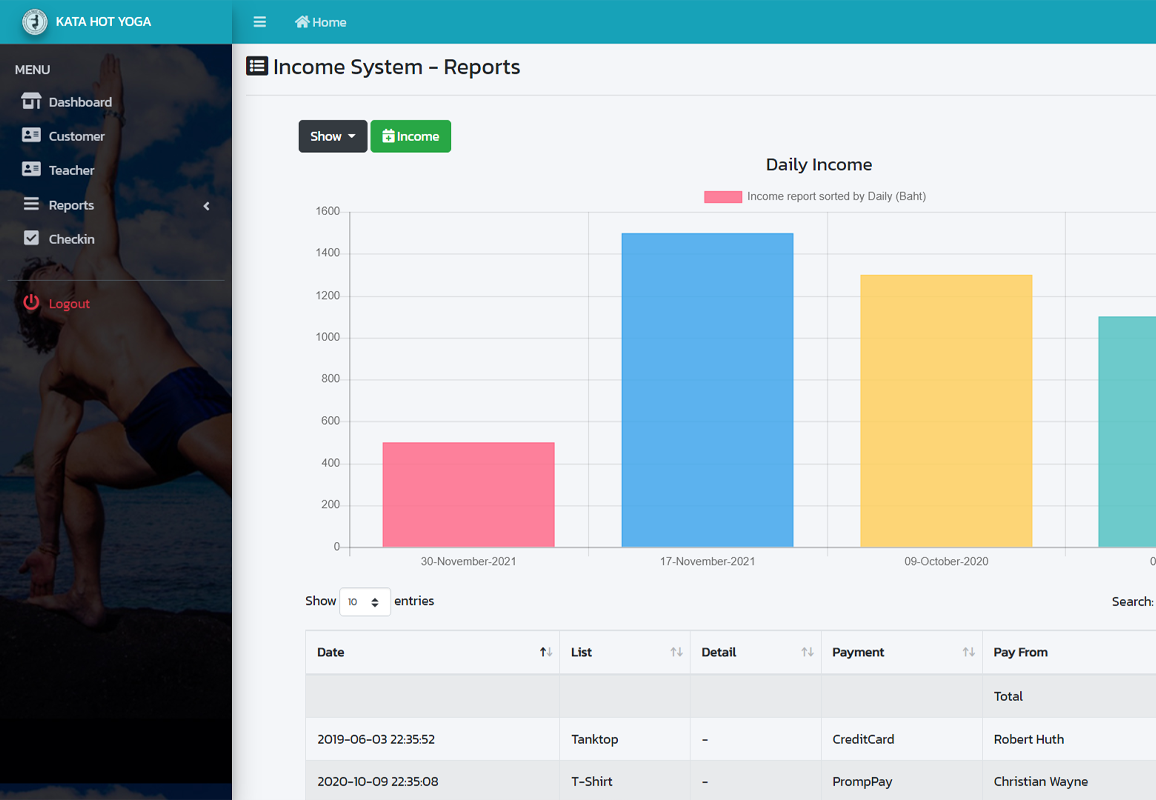 KATA HOT YOGA
Home
MENU
Dashboard
Customer
Teacher
Reports
Checkin
Logout
Income System - Reports
Show Income
Daily Income
Income report sorted by Daily (Baht)
1600
1400
1200
1000
800
600
400
200
0
30-November-2021 17-November-2021 09-October-2020 0
Show 10 entries Search:
Date List Detail Payment Pay From
Total
2019-06-03 22:35:52 Tanktop - CreditCard Robert Huth
2020-10-09 22:35:08 T-Shirt - PrompPay Christian Wayne